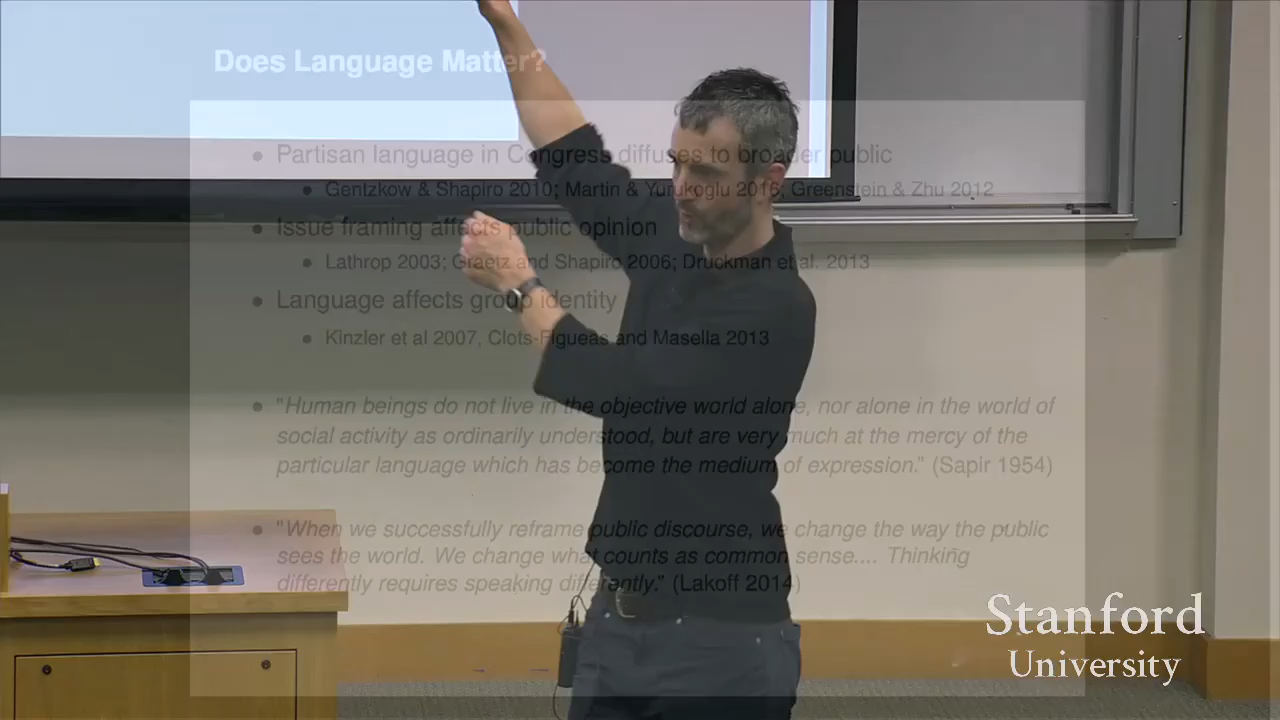 Does Language Matter?
Partisan language in Congress diffuses to broader public
Gentzkow & Shapiro 2010; Martin & Yurukoglu 2016; Greenstein & Zhu 2012
Issue framing affects public opinion
Lathrop 2003; Graetz and Shapiro 2006; Druckman et al. 2013
Language affects group identity
Kinzler et al 2007, Clots-Figueas and Masella 2013
"Human beings do not live in the objective world alone, nor alone in the world of
social activity as ordinarily understood, but are very much at the mercy of the
particular language which has become the medium of expression." (Sapir 1954)
"When we successfully reframe public discourse, we change the way the public
sees the world. We change what counts as common sense.... Thinking
differently requires speaking differently." (Lakoff 2014)
Stanford
University